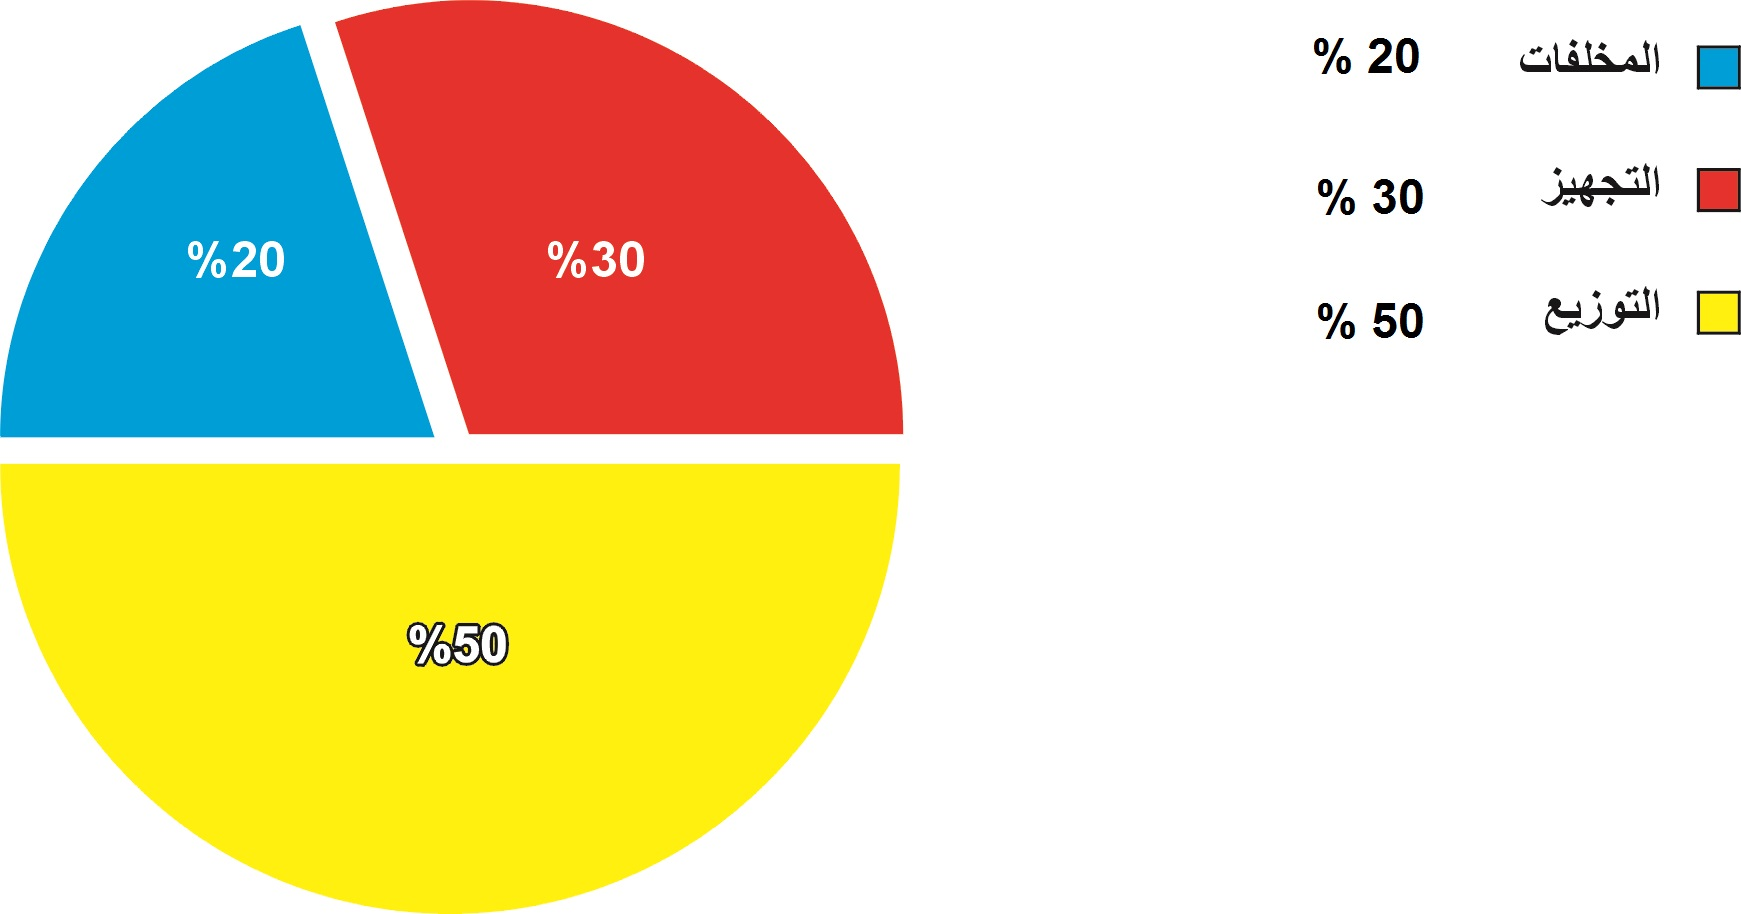 المخلفات % 20
التجهيز % 30
التوزيع % 50
%20
%30
%50